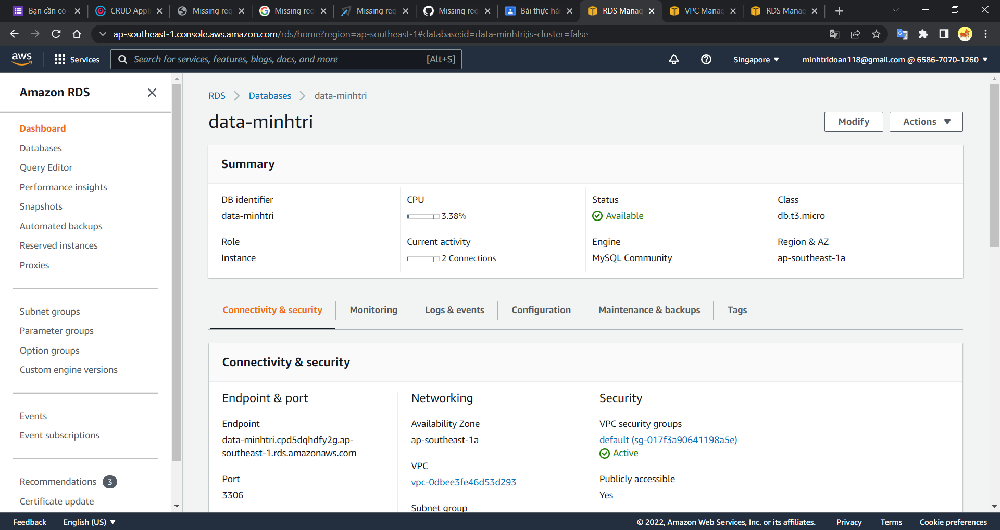 Bạn cần có
CRUD Appli
Missing req
Missing req
Missing req
Missing req
Bài thực hàn
RDS Manag
VPC Manag
RDS Manag
ap-southeast-1.console.aws.amazon.com/rds/home?region=ap-southeast-1#database:id=data-minhtri;is-cluster=false
aws
Services
Search for services, features, blogs, docs, and more
[Alt+S]
Singapore
minhtridoan118@gmail.com @ 6586-7070-1260
Amazon RDS
Dashboard
Databases
Query Editor
Performance insights
Snapshots
Automated backups
Reserved instances
Proxies
Subnet groups
Parameter groups
Option groups
Custom engine versions
Events
Event subscriptions
Recommendations 3
Certificate update
RDS > Databases > data-minhtri
data-minhtri
Modify
Actions
Summary
DB identifier
data-minhtri
CPU
3.38%
Status
Available
Class
db.t3.micro
Role
Instance
Current activity
2 Connections
Engine
MySQL Community
Region & AZ
ap-southeast-1a
Connectivity & security
Monitoring
Logs & events
Configuration
Maintenance & backups
Tags
Connectivity & security
Endpoint & port
Endpoint
data-minhtri.cpd5dqhdfy2g.ap-
southeast-1.rds.amazonaws.com
Port
3306
Networking
Availability Zone
ap-southeast-1a
VPC
vpc-0dbee3fe46d53d293
Subnet group
Security
VPC security groups
default (sg-017f3a90641198a5e)
Active
Publicly accessible
Yes
Feedback
English (US)
© 2022, Amazon Web Services, Inc. or its affiliates.
Privacy
Terms
Cookie preferences